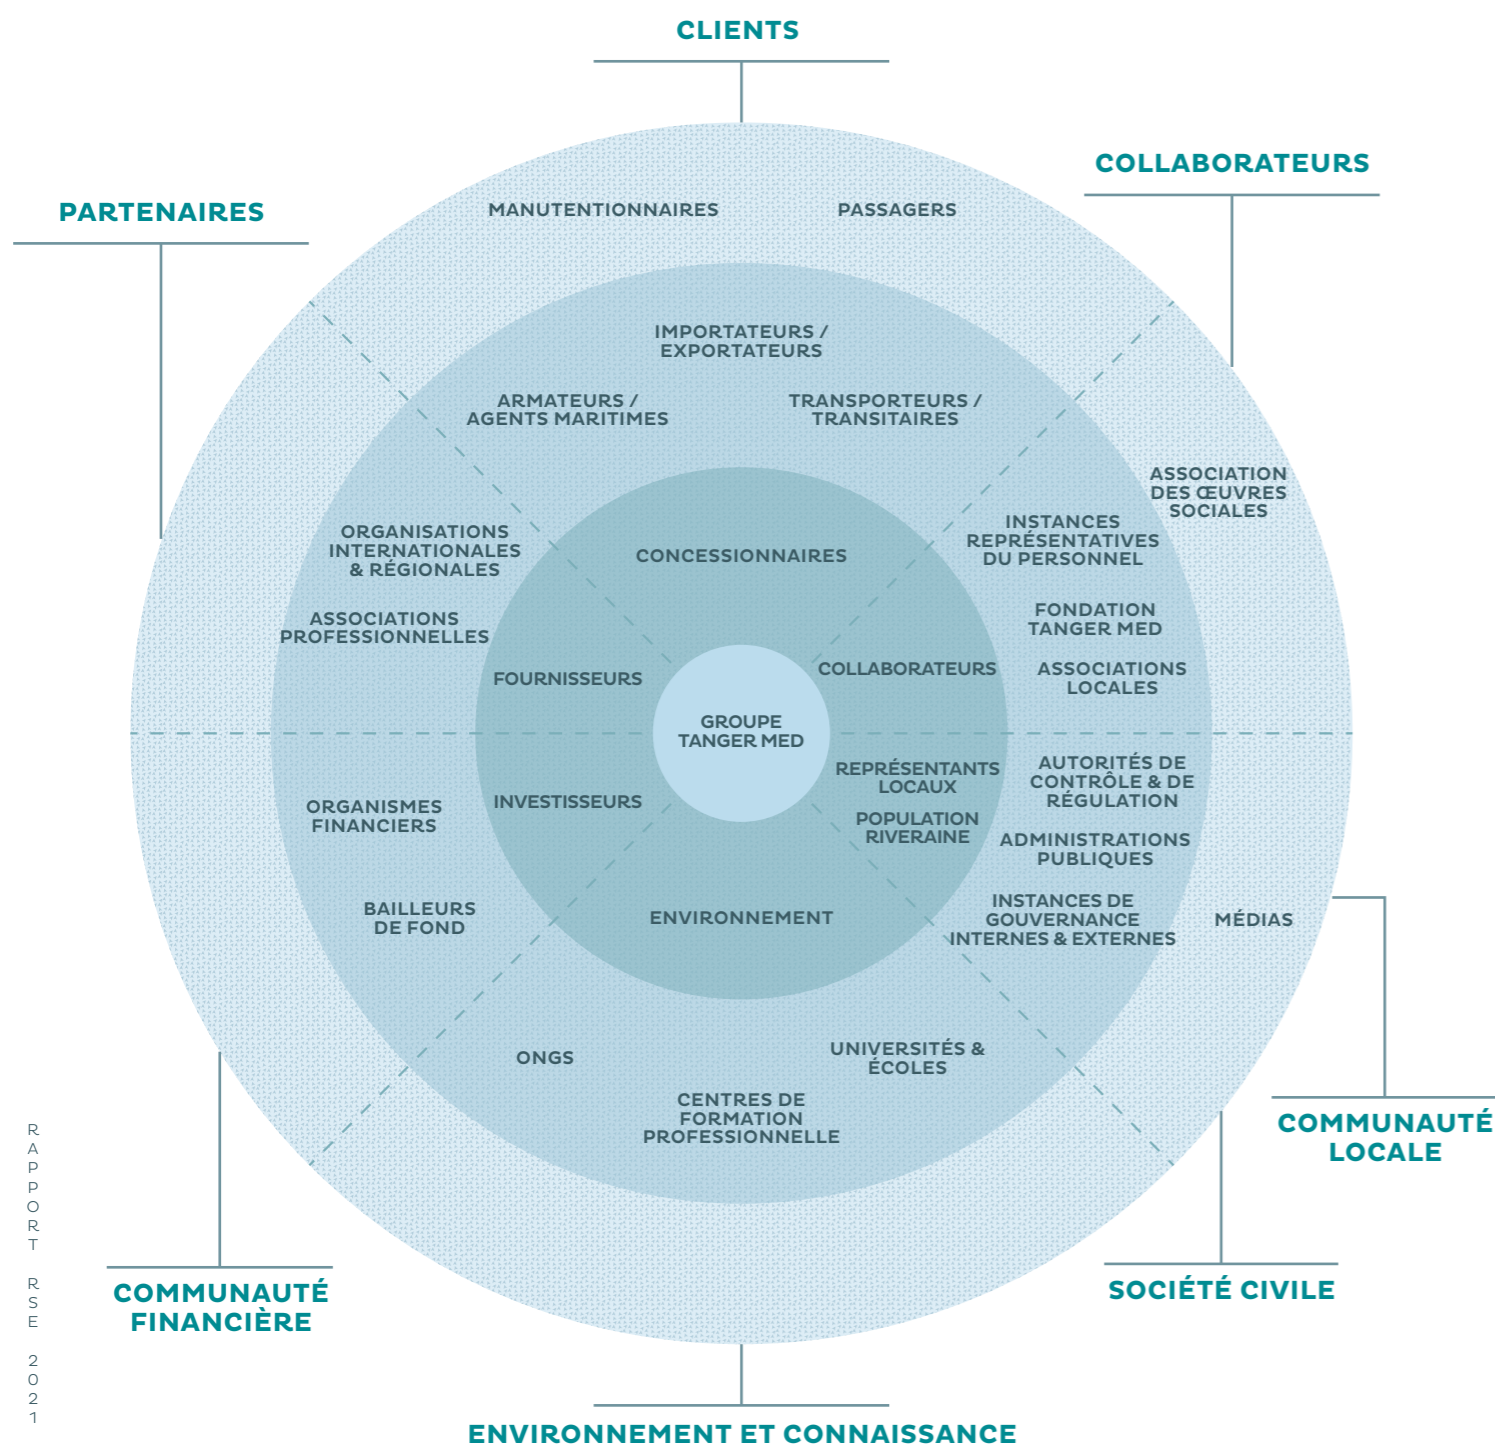 CLIENTS
COLLABORATEURS
PARTENAIRES
MANUTENTIONNAIRES
PASSAGERS
IMPORTATEURS /
EXPORTATEURS
ARMATEURS /
AGENTS MARITIMES
TRANSPORTEURS /
TRANSITAIRES
ASSOCIATION
DES ŒUVRES
SOCIALES
ORGANISATIONS
INTERNATIONALES
& RÉGIONALES
INSTANCES
REPRÉSENTATIVES
DU PERSONNEL
CONCESSIONNAIRES
ASSOCIATIONS
PROFESSIONNELLES
FONDATION
TANGER MED
FOURNISSEURS
COLLABORATEURS
ASSOCIATIONS
LOCALES
GROUPE
TANGER MED
REPRÉSENTANTS
LOCAUX
AUTORITÉS DE
CONTRÔLE & DE
RÉGULATION
ORGANISMES
FINANCIERS
INVESTISSEURS
POPULATION
RIVERAINE
ADMINISTRATIONS
PUBLIQUES
BAILLEURS
DE FOND
ENVIRONNEMENT
INSTANCES DE
GOUVERNANCE
INTERNES & EXTERNES
MÉDIAS
ONGS
UNIVERSITÉS &
ÉCOLES
CENTRES DE
FORMATION
PROFESSIONNELLE
COMMUNAUTÉ
LOCALE
COMMUNAUTÉ
FINANCIÈRE
SOCIÉTÉ CIVILE
ENVIRONNEMENT ET CONNAISSANCE
RAPPORT RSE 2021